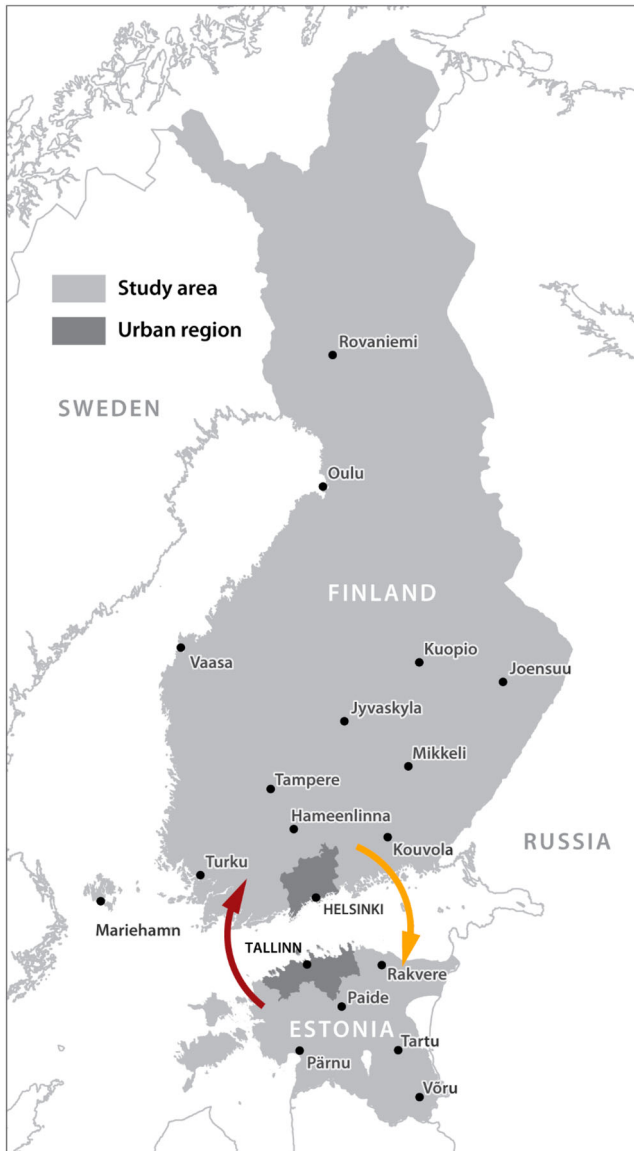 Study area
Urban region
Rovaniemi
SWEDEN
Oulu
FINLAND
Kuopio
Vaasa
Joensuu
Jyvaskyla
Mikkeli
Tampere
Hameenlinna
Kouvola
RUSSIA
Turku
HELSINKI
Mariehamn
TALLINN
Rakvere
Paide
ESTONIA
Tartu
Pärnu
Võru